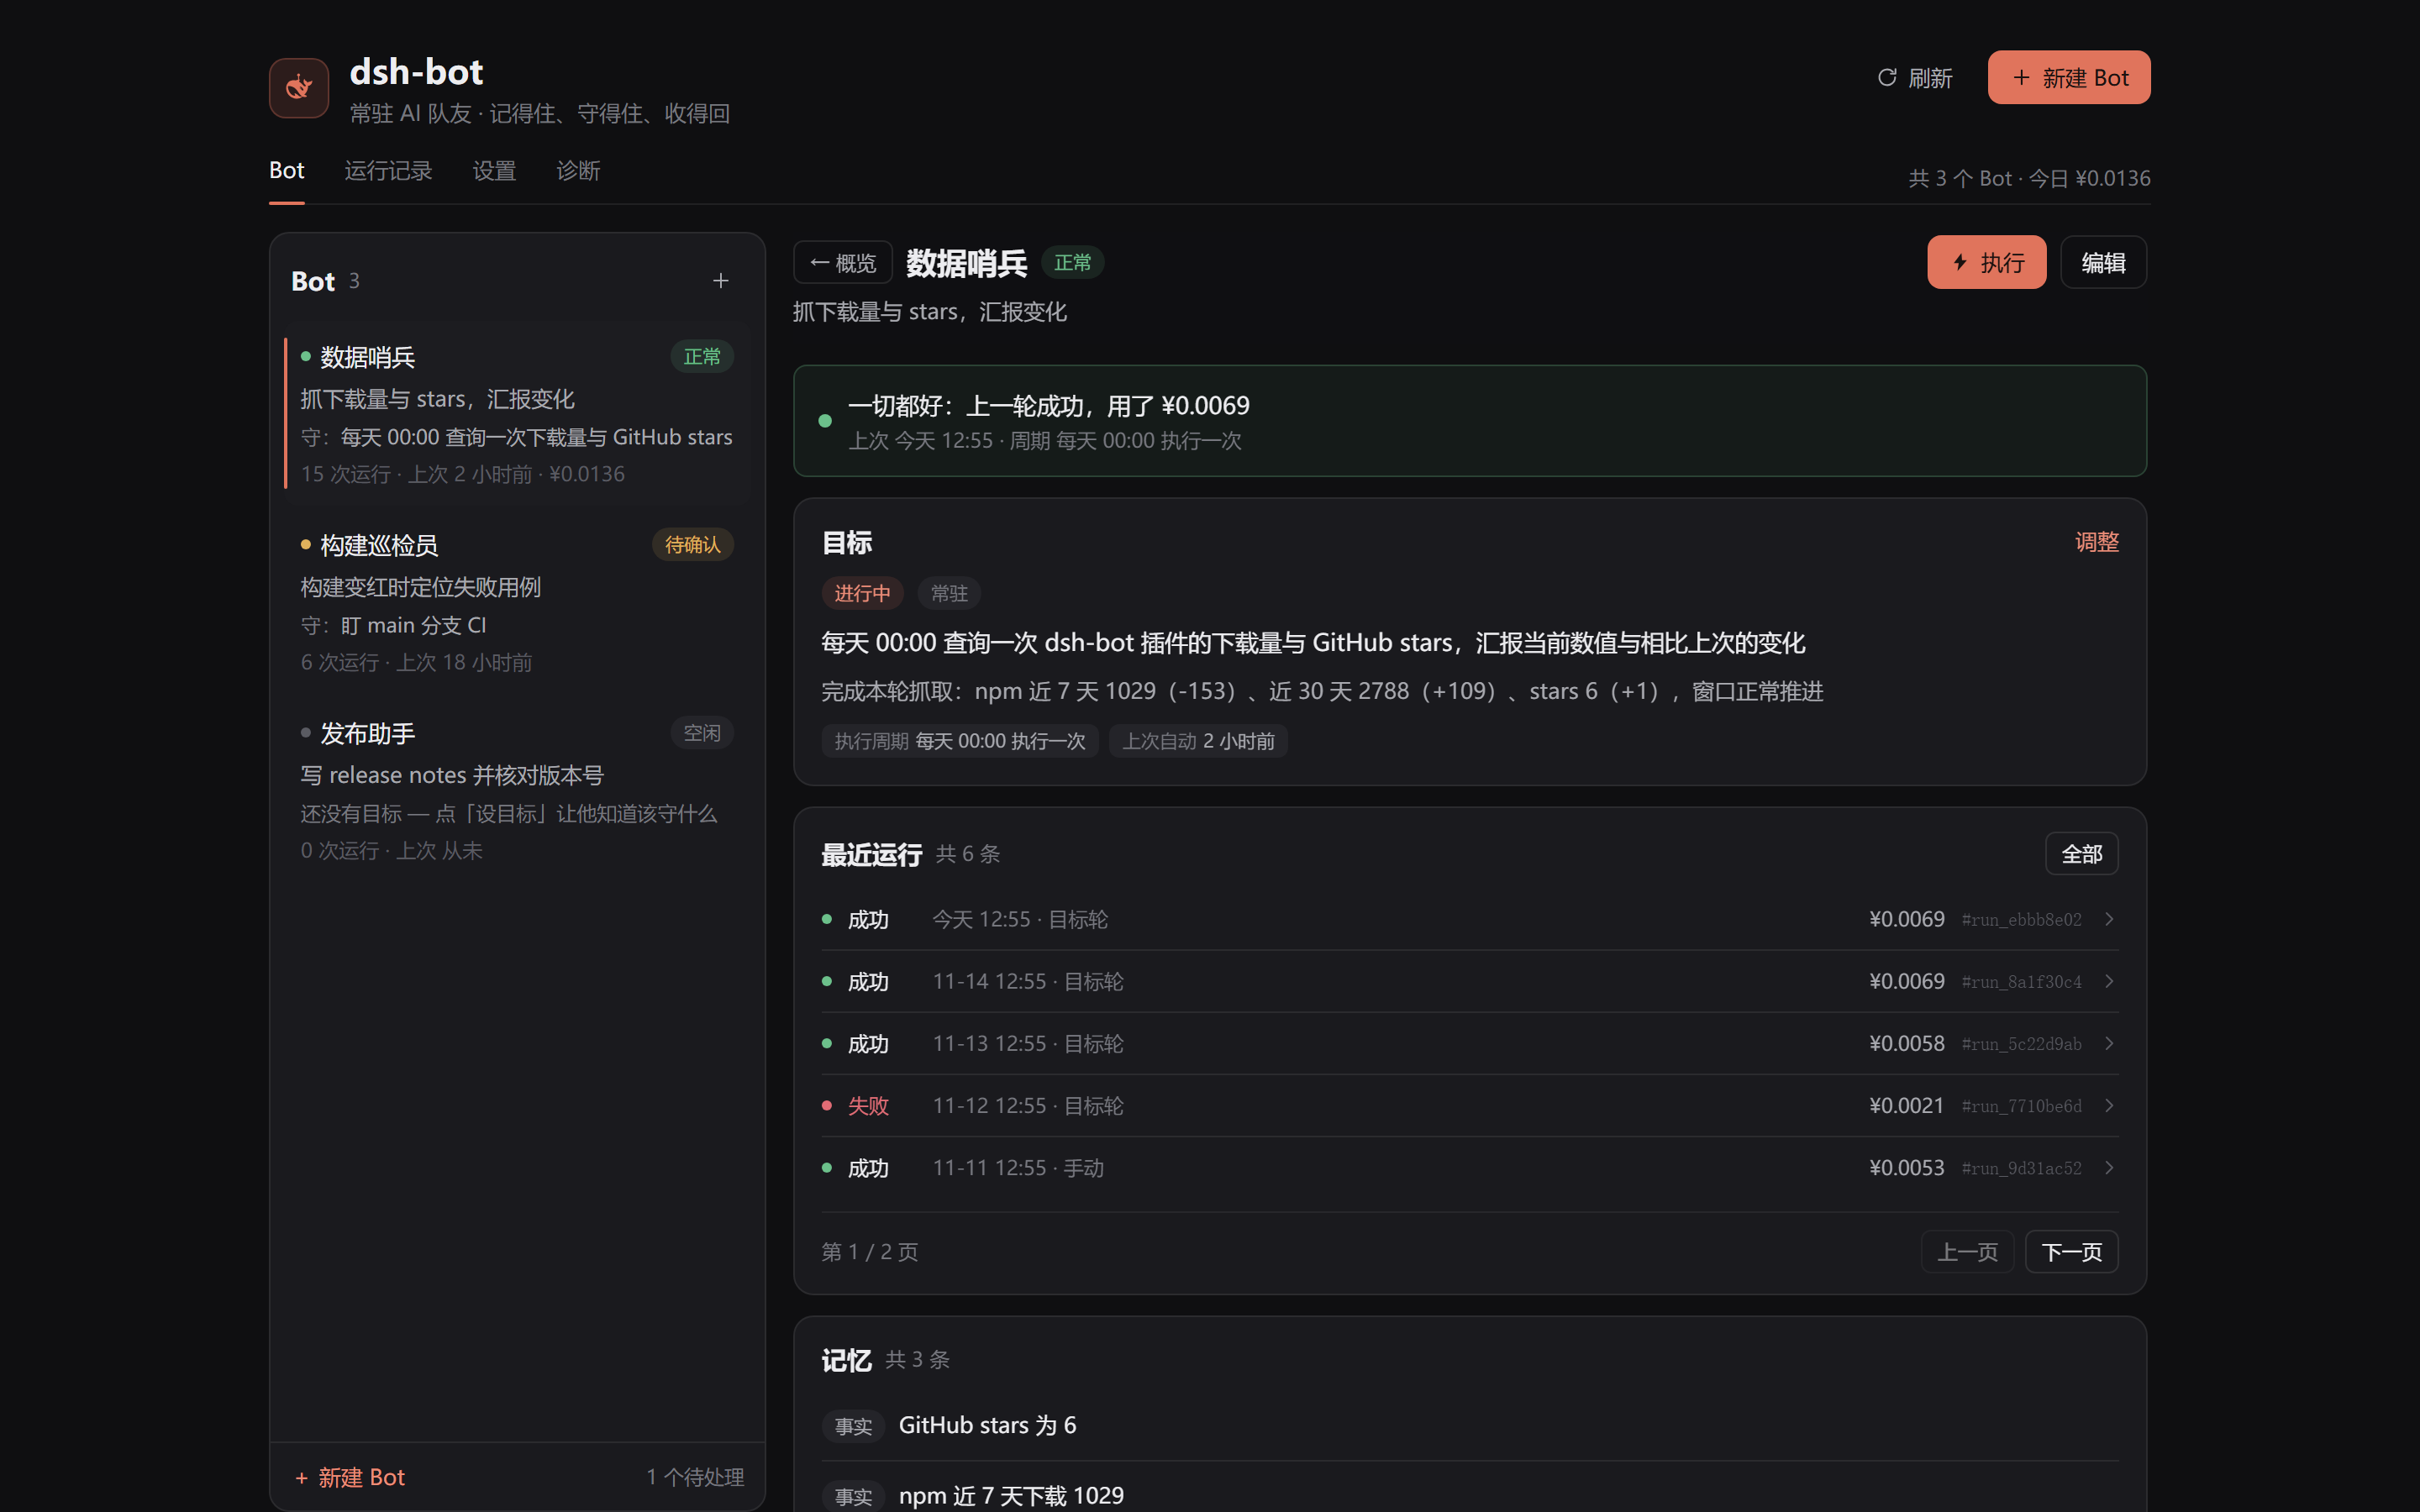 dsh-bot
常驻 AI 队友 · 记得住、守得住、收得回
刷新
+ 新建 Bot
Bot 运行记录 设置 诊断
共 3 个 Bot · 今日 ¥0.0136
Bot 3 +
数据哨兵 正常
抓下载量与 stars，汇报变化
守：每天 00:00 查询一次下载量与 GitHub stars
15 次运行 · 上次 2 小时前 · ¥0.0136
构建巡检员 待确认
构建变红时定位失败用例
守：盯 main 分支 CI
6 次运行 · 上次 18 小时前
发布助手 空闲
写 release notes 并核对版本号
还没有目标 — 点「设目标」让他知道该守什么
0 次运行 · 上次 从未
+ 新建 Bot 1 个待处理
← 概览 数据哨兵 正常
执行 编辑
抓下载量与 stars，汇报变化
一切都好：上一轮成功，用了 ¥0.0069
上次 今天 12:55 · 周期 每天 00:00 执行一次
目标 调整
进行中 常驻
每天 00:00 查询一次 dsh-bot 插件的下载量与 GitHub stars，汇报当前数值与相比上次的变化
完成本轮抓取：npm 近 7 天 1029（-153）、近 30 天 2788（+109）、stars 6（+1），窗口正常推进
执行周期 每天 00:00 执行一次 上次自动 2 小时前
最近运行 共 6 条 全部
成功 今天 12:55 · 目标轮 ¥0.0069 #run_ebbb8e02
成功 11-14 12:55 · 目标轮 ¥0.0069 #run_8a1f30c4
成功 11-13 12:55 · 目标轮 ¥0.0058 #run_5c22d9ab
失败 11-12 12:55 · 目标轮 ¥0.0021 #run_7710be6d
成功 11-11 12:55 · 手动 ¥0.0053 #run_9d31ac52
第 1 / 2 页 上一页 下一页
记忆 共 3 条
事实 GitHub stars 为 6
事实 npm 近 7 天下载 1029